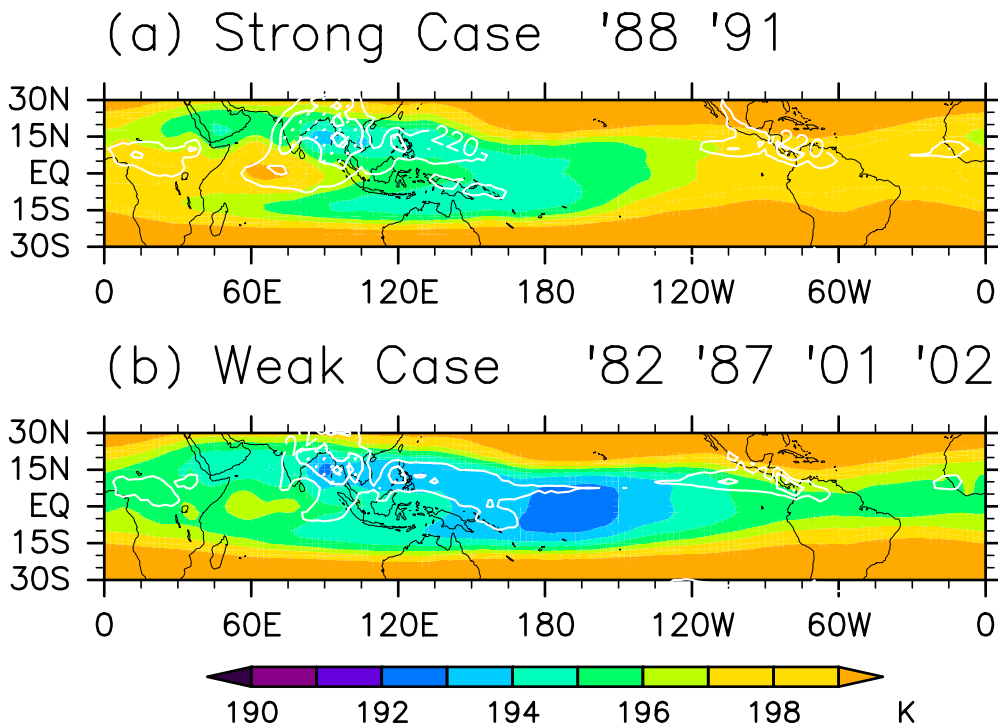 (a) Strong Case '88 '91
30N
15N
220
220
EQ
15S
30S
0 60E 120E 180 120W 60W 0
(b) Weak Case '82 '87 '01 '02
30N
15N
EQ
15S
30S
0 60E 120E 180 120W 60W 0
190 192 194 196 198 K